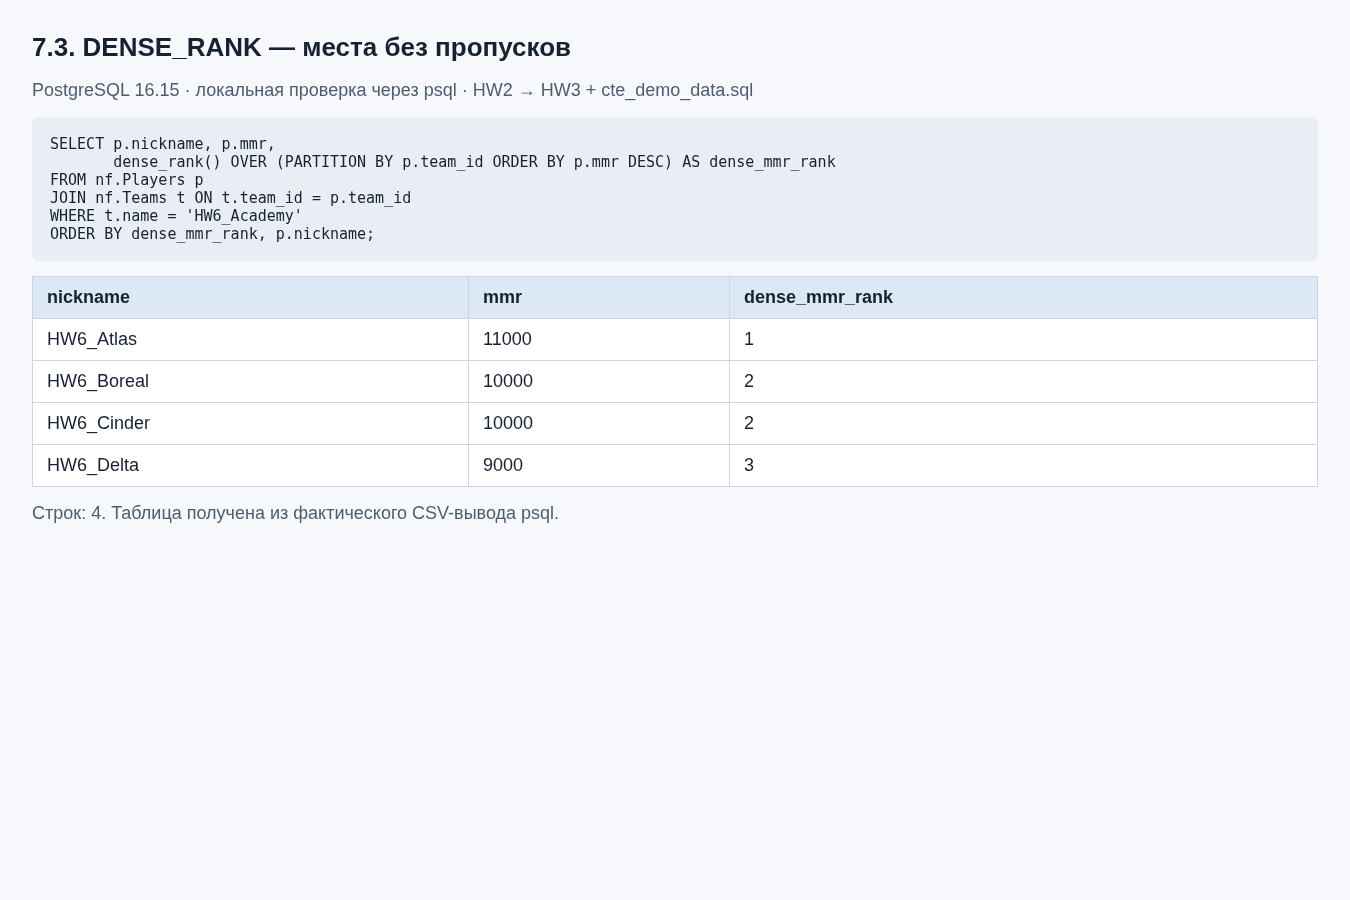 7.3. DENSE_RANK — места без пропусков
PostgreSQL 16.15 · локальная проверка через psql · HW2 → HW3 + cte_demo_data.sql
SELECT p.nickname, p.mmr,
       dense_rank() OVER (PARTITION BY p.team_id ORDER BY p.mmr DESC) AS dense_mmr_rank
FROM nf.Players p
JOIN nf.Teams t ON t.team_id = p.team_id
WHERE t.name = 'HW6_Academy'
ORDER BY dense_mmr_rank, p.nickname;
nickname mmr dense_mmr_rank
HW6_Atlas 11000 1
HW6_Boreal 10000 2
HW6_Cinder 10000 2
HW6_Delta 9000 3
Строк: 4. Таблица получена из фактического CSV-вывода psql.